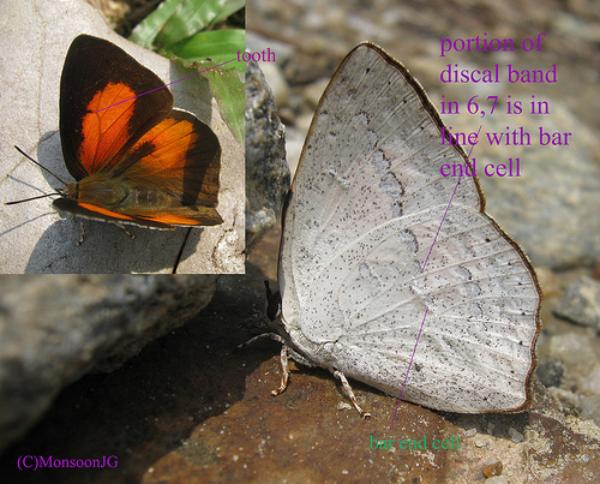 tooth
portion of
discal band
in 6,7 is in
line with bar
end cell
bar end cell
(C)MonsoonJG